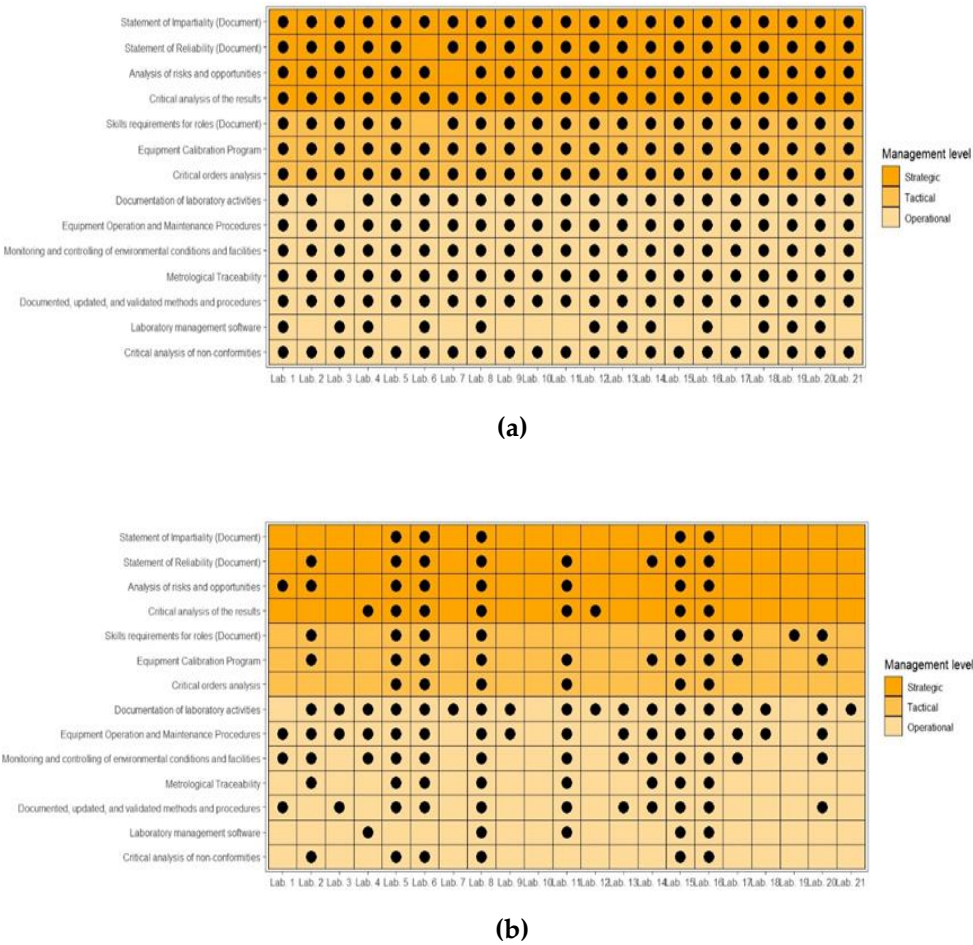 Statement of Impartiality (Document)
Statement of Reliability (Document)
Analysis of risks and opportunities
Critical analysis of the results
Skills requirements for roles (Document)
Equipment Calibration Program
Critical orders analysis
Documentation of laboratory activities
Equipment Operation and Maintenance Procedures
Monitoring and controlling of environmental conditions and facilities
Metrological Traceability
Documented, updated, and validated methods and procedures
Laboratory management software
Critical analysis of non-conformities
Lab. 1 Lab. 2 Lab. 3 Lab. 4 Lab. 5 Lab. 6 Lab. 7 Lab. 8 Lab. 9 Lab. 10 Lab. 11 Lab. 12 Lab. 13 Lab. 14 Lab. 15 Lab. 16 Lab. 17 Lab. 18 Lab. 19 Lab. 20 Lab. 21
Management level
Strategic
Tactical
Operational
(a)
Statement of Impartiality (Document)
Statement of Reliability (Document)
Analysis of risks and opportunities
Critical analysis of the results
Skills requirements for roles (Document)
Equipment Calibration Program
Critical orders analysis
Documentation of laboratory activities
Equipment Operation and Maintenance Procedures
Monitoring and controlling of environmental conditions and facilities
Metrological Traceability
Documented, updated, and validated methods and procedures
Laboratory management software
Critical analysis of non-conformities
Lab. 1 Lab. 2 Lab. 3 Lab. 4 Lab. 5 Lab. 6 Lab. 7 Lab. 8 Lab. 9 Lab. 10 Lab. 11 Lab. 12 Lab. 13 Lab. 14 Lab. 15 Lab. 16 Lab. 17 Lab. 18 Lab. 19 Lab. 20 Lab. 21
Management level
Strategic
Tactical
Operational
(b)